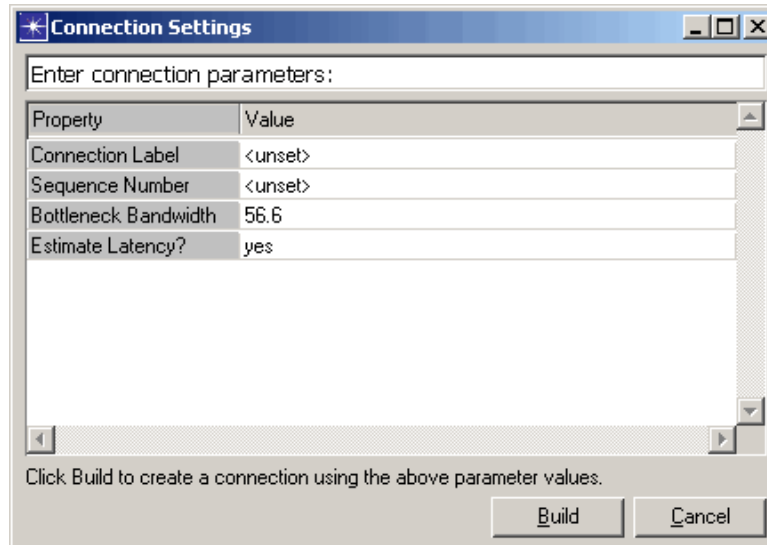 Connection Settings
Enter connection parameters:
Property Value
Connection Label <unset>
Sequence Number <unset>
Bottleneck Bandwidth 56.6
Estimate Latency? yes
Click Build to create a connection using the above parameter values.
Build Cancel